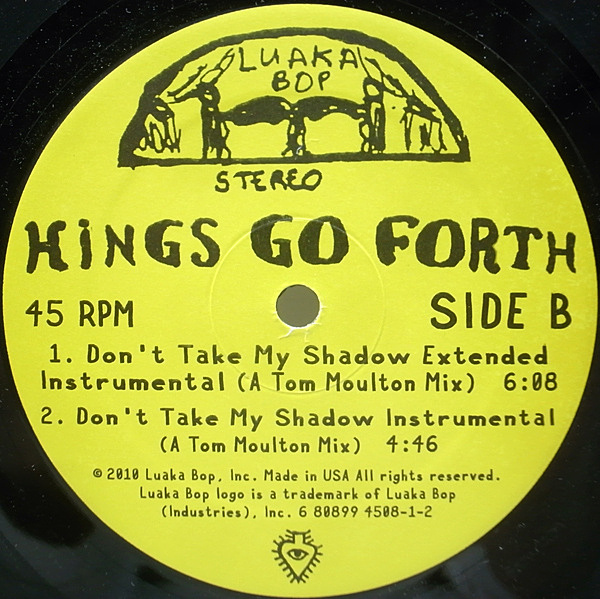 LUAKA
BOP
STEREO
KINGS GO FORTH
45 RPM SIDE B
1. Don't Take My Shadow Extended
Instrumental (A Tom Moulton Mix) 6:08
2. Don't Take My Shadow Instrumental
(A Tom Moulton Mix) 4:46
© 2010 Luaka Bop, Inc. Made in USA All rights reserved.
Luaka Bop logo is a trademark of Luaka Bop
(Industries), Inc. 6 80899 4508-1-2